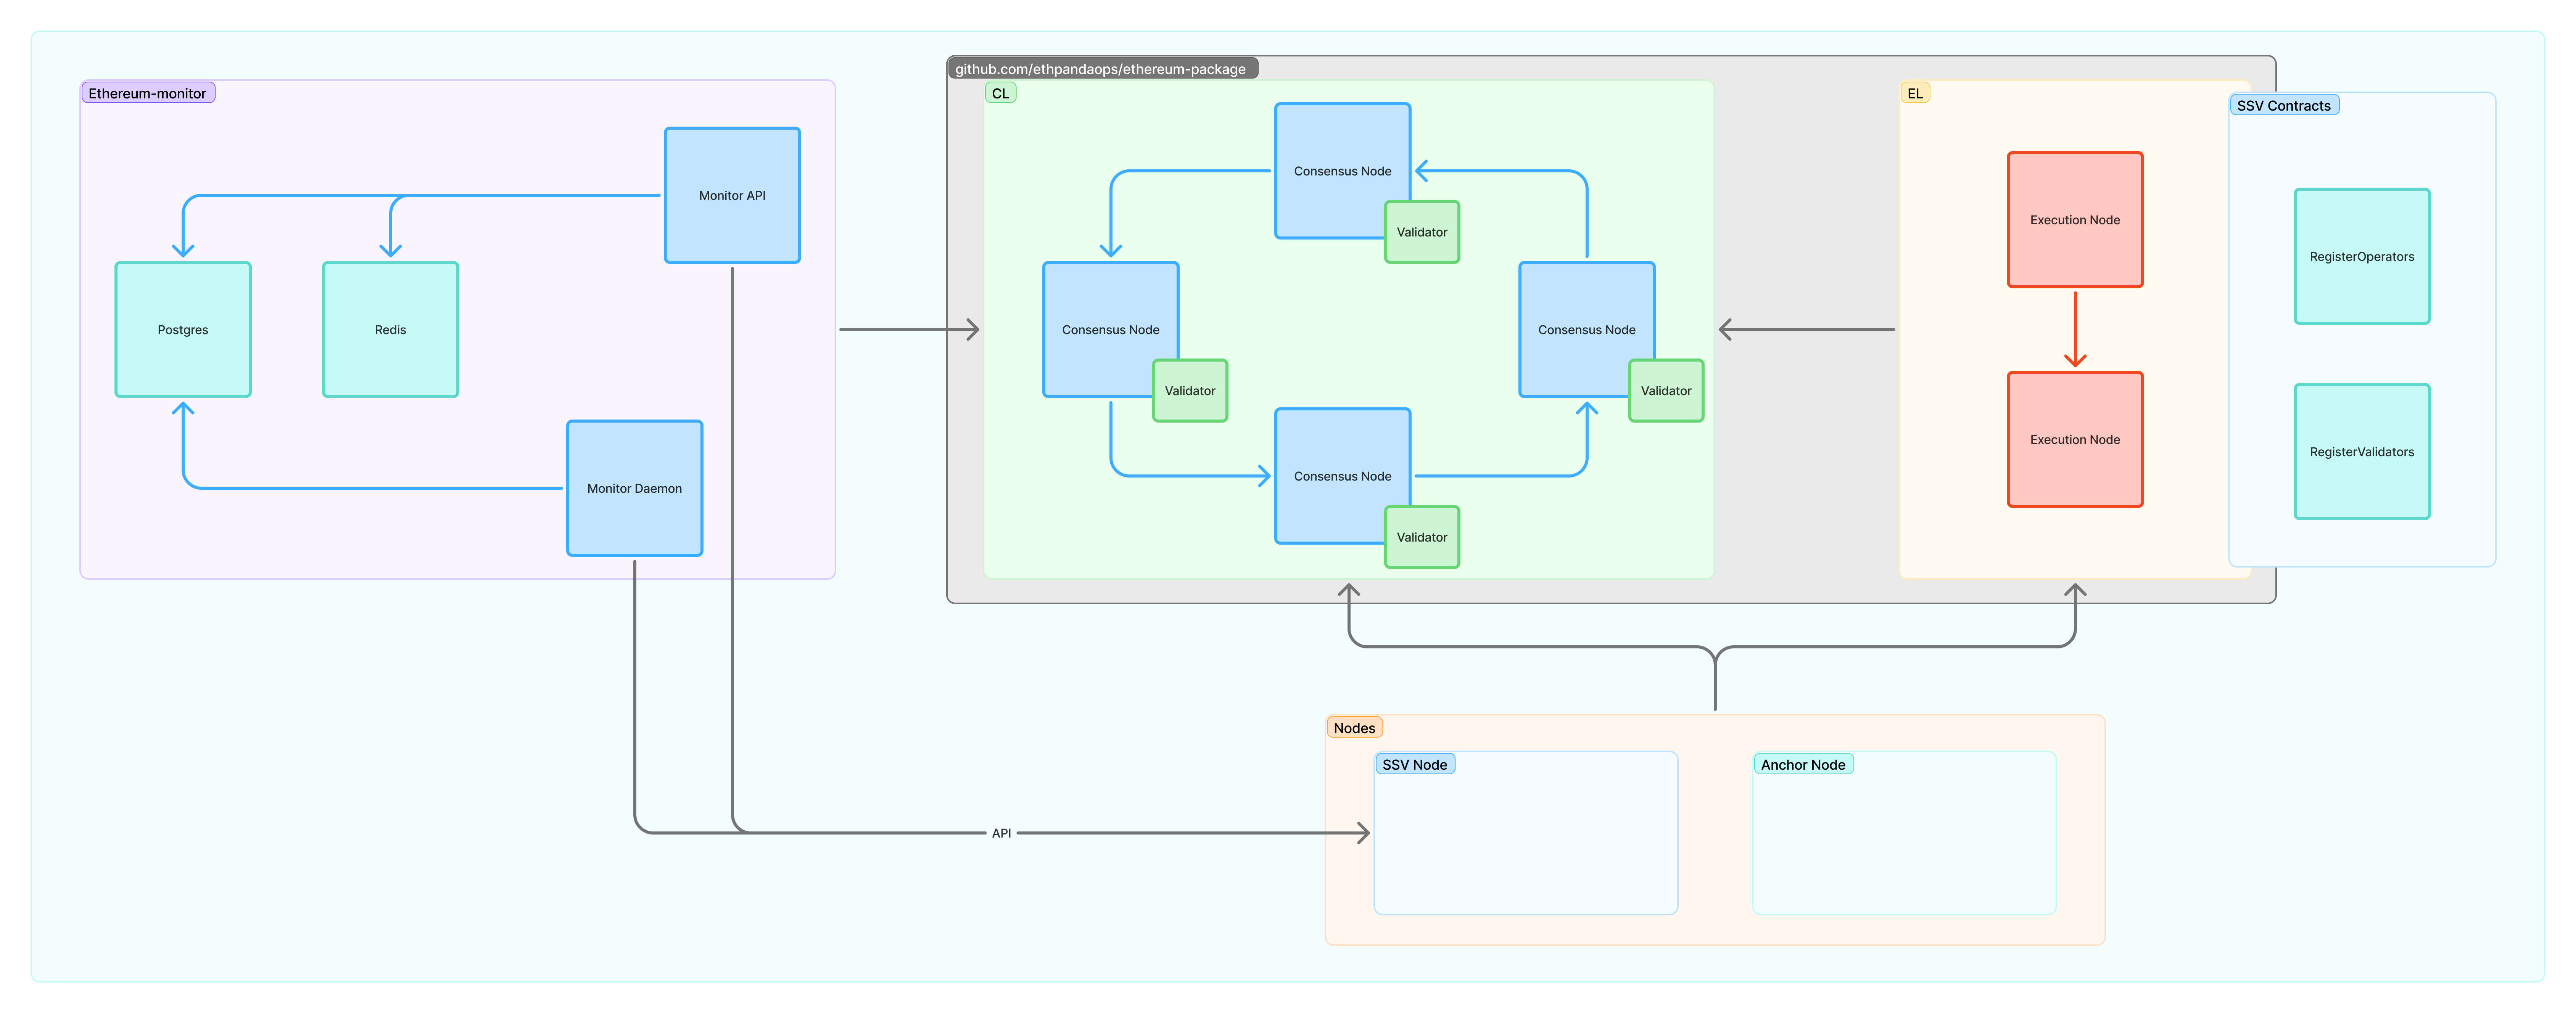 github.com/ethpandaops/ethereum-package
Ethereum-monitor
Monitor API
Postgres
Redis
Monitor Daemon
CL
Consensus Node
Validator
Consensus Node
Validator
Consensus Node
Validator
Consensus Node
Validator
EL
Execution Node
Execution Node
SSV Contracts
RegisterOperators
RegisterValidators
Nodes
SSV Node
Anchor Node
API